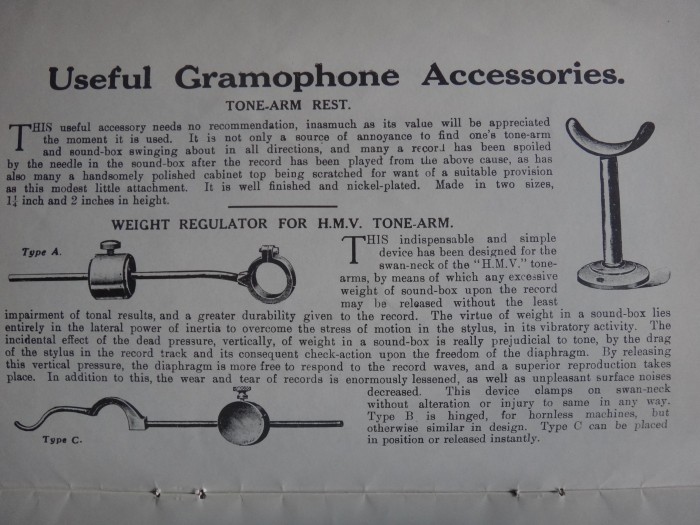 Useful Gramophone Accessories.
TONE-ARM REST.
THIS useful accessory needs no recommendation, inasmuch as its value will be appreciated
the moment it is used. It is not only a source of annoyance to find one's tone-arm
and sound-box swinging about in all directions, and many a record has been spoiled
by the needle in the sound-box after the record has been played from the above cause, as has
also many a handsomely polished cabinet top being scratched for want of a suitable provision
as this modest little attachment. It is well finished and nickel-plated. Made in two sizes,
1¼ inch and 2 inches in height.
WEIGHT REGULATOR FOR H.M.V. TONE-ARM.
Type A.
THIS indispensable and simple
device has been designed for the
swan-neck of the "H.M.V." tone-
arms, by means of which any excessive
weight of sound-box upon the record
may be released without the least
impairment of tonal results, and a greater durability given to the record. The virtue of weight in a sound-box lies
entirely in the lateral power of inertia to overcome the stress of motion in the stylus, in its vibratory activity. The
incidental effect of the dead pressure, vertically, of weight in a sound-box is really prejudicial to tone, by the drag
of the stylus in the record track and its consequent check-action upon the freedom of the diaphragm. By releasing
this vertical pressure, the diaphragm is more free to respond to the record waves, and a superior reproduction takes
place. In addition to this, the wear and tear of records is enormously lessened, as well as unpleasant surface noises
decreased. This device clamps on swan-neck
without alteration or injury to same in any way.
Type B is hinged, for hornless machines, but
otherwise similar in design. Type C can be placed
in position or released instantly.
Type C.